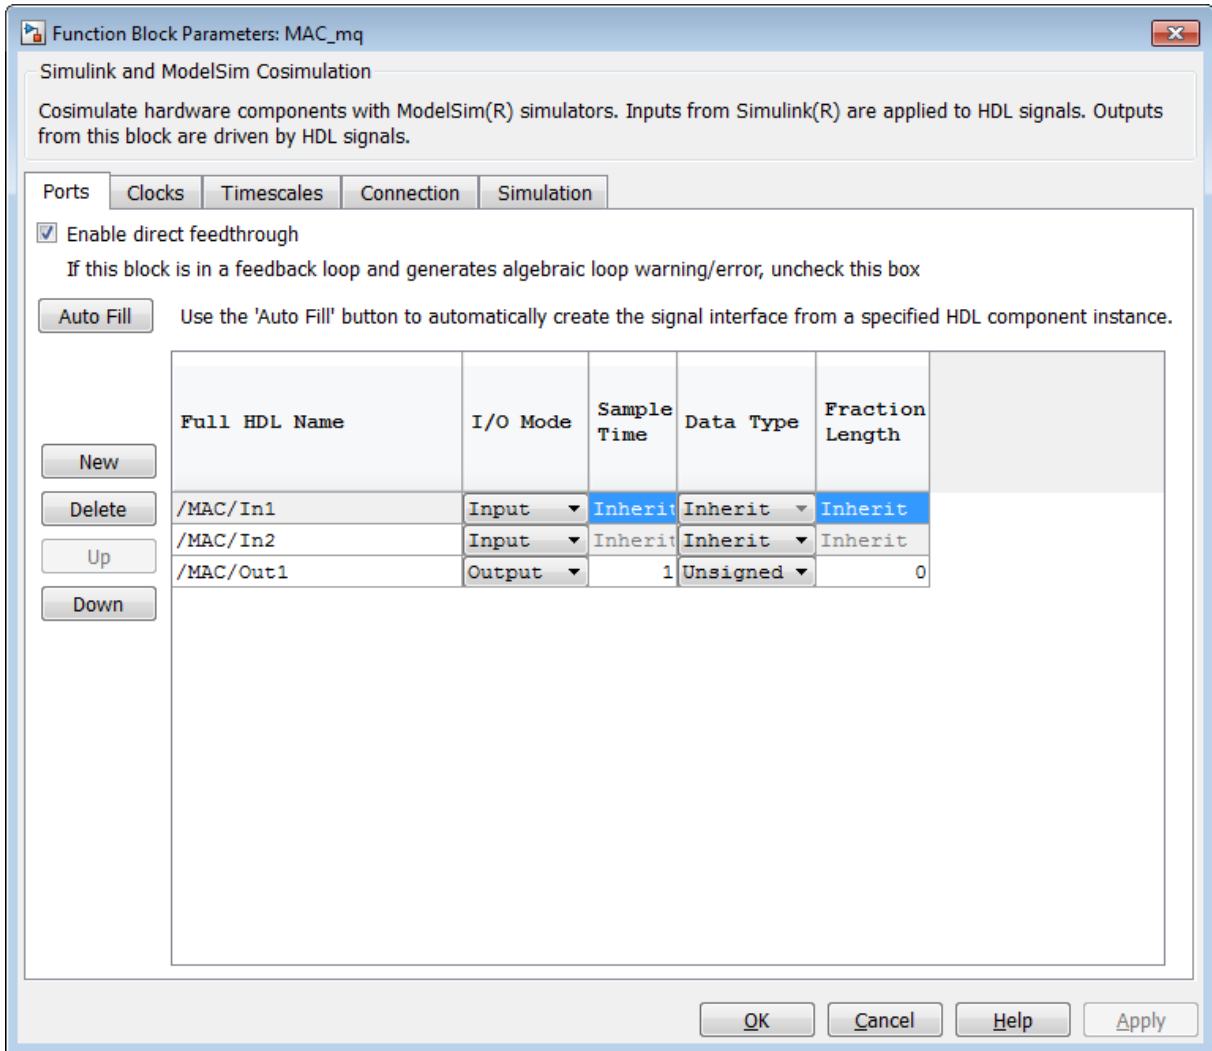 Function Block Parameters: MAC_mq
Simulink and ModelSim Cosimulation
Cosimulate hardware components with ModelSim(R) simulators. Inputs from Simulink(R) are applied to HDL signals. Outputs
from this block are driven by HDL signals.
Ports Clocks Timescales Connection Simulation
Enable direct feedthrough
If this block is in a feedback loop and generates algebraic loop warning/error, uncheck this box
Auto Fill Use the 'Auto Fill' button to automatically create the signal interface from a specified HDL component instance.
Full HDL Name I/O Mode Sample Time Data Type Fraction Length
New
Delete /MAC/In1 Input Inherit Inherit Inherit
/MAC/In2 Input Inherit Inherit Inherit
Up
/MAC/Out1 Output 1 Unsigned 0
Down
OK Cancel Help Apply